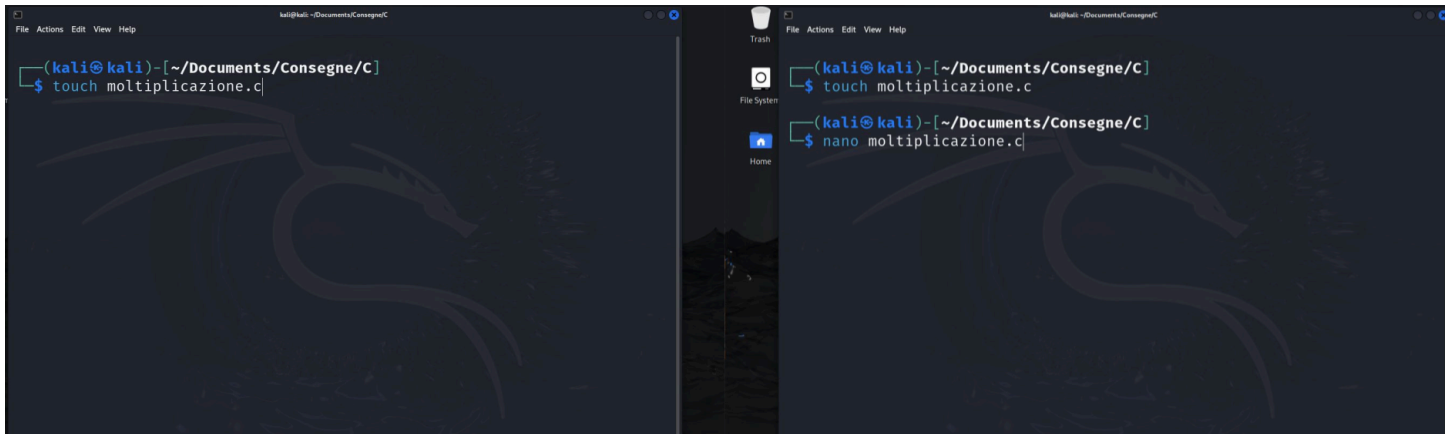 kali@kali: ~/Documents/Consegne/C
File Actions Edit View Help
┌──(kali㉿kali)-[~/Documents/Consegne/C]
└─$ touch moltiplicazione.c
Trash
File System
Home
kali@kali: ~/Documents/Consegne/C
File Actions Edit View Help
┌──(kali㉿kali)-[~/Documents/Consegne/C]
└─$ touch moltiplicazione.c
┌──(kali㉿kali)-[~/Documents/Consegne/C]
└─$ nano moltiplicazione.c